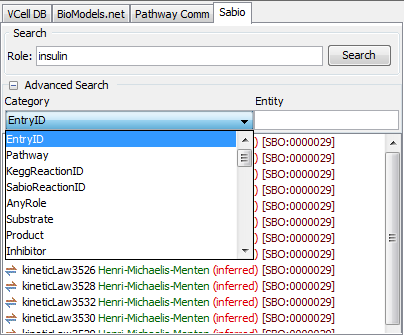 VCell DB BioModels.net Pathway Comm Sabio
Search
Role: insulin Search
Advanced Search
Category Entity
EntryID
EntryID ) [SBO:0000029]
Pathway ) [SBO:0000029]
KeggReactionID ) [SBO:0000029]
SabioReactionID ) [SBO:0000029]
AnyRole ) [SBO:0000029]
Substrate ) [SBO:0000029]
Product ) [SBO:0000029]
Inhibitor ) [SBO:0000029]
kineticLaw3526 Henri-Michaelis-Menten (inferred) [SBO:0000029]
kineticLaw3528 Henri-Michaelis-Menten (inferred) [SBO:0000029]
kineticLaw3532 Henri-Michaelis-Menten (inferred) [SBO:0000029]
kineticLaw3530 Henri-Michaelis-Menten (inferred) [SBO:0000029]